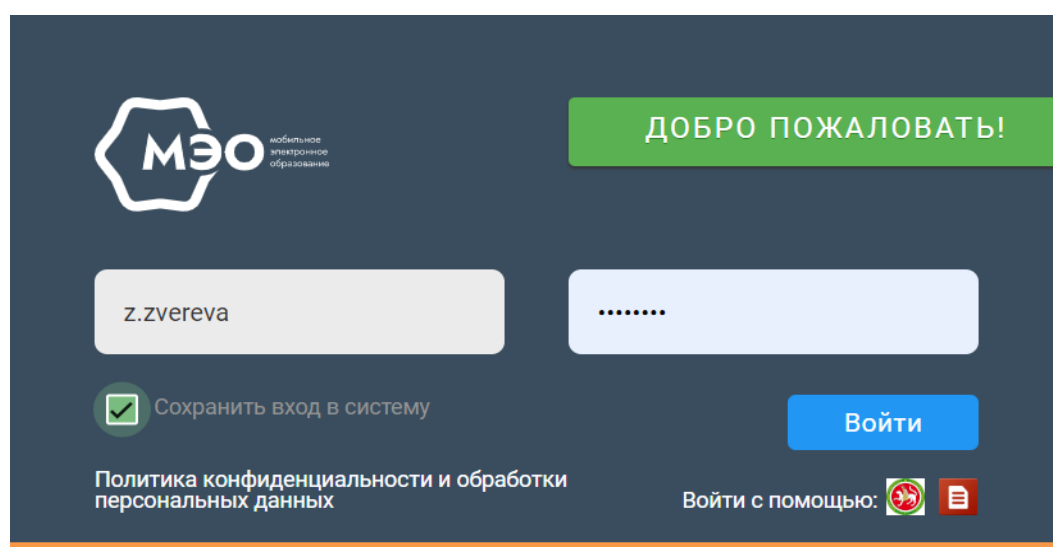 МЭО
мобильное
электронное
образование
ДОБРО ПОЖАЛОВАТЬ!
z.zvereva
••••••••
Сохранить вход в систему
Войти
Политика конфиденциальности и обработки
персональных данных
Войти с помощью: